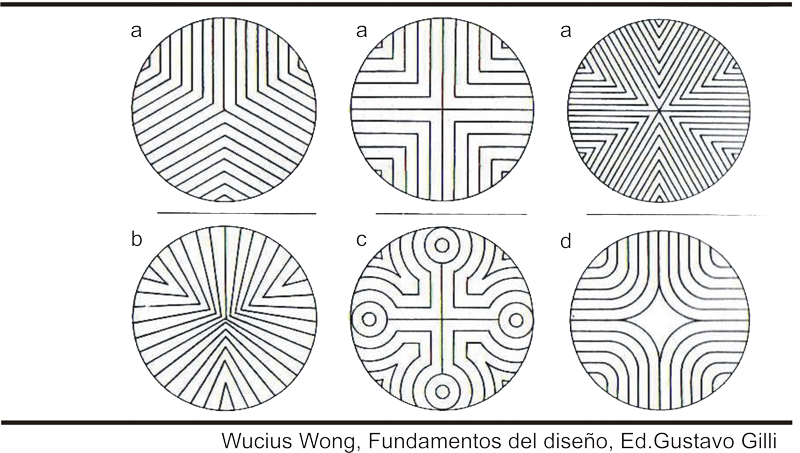 a a a
b c d
Wucius Wong, Fundamentos del diseño, Ed.Gustavo Gilli